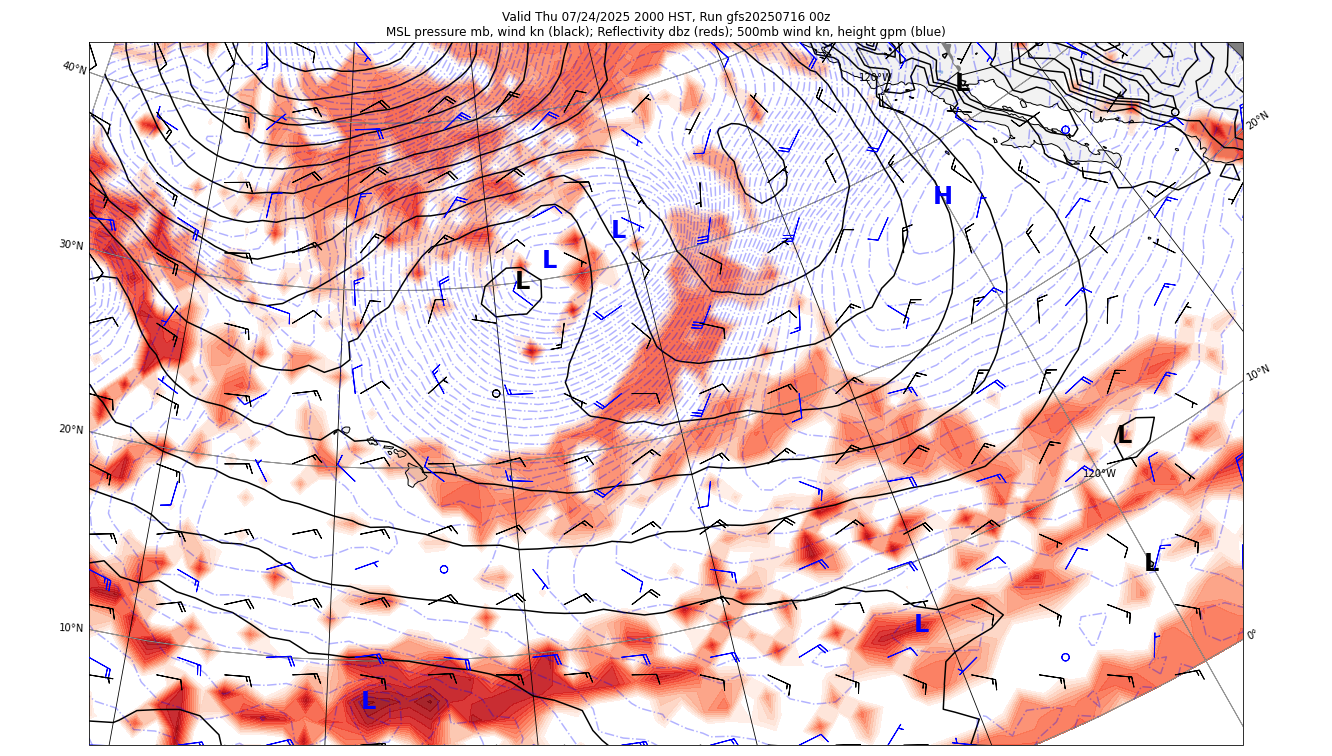 Valid Thu 07/24/2025 2000 HST, Run gfs20250716 00z
MSL pressure mb, wind kn (black); Reflectivity dbz (reds); 500mb wind kn, height gpm (blue)
40°N
120°W
L
20°N
H
L
30°N
L
L
10°N
20°N
L
120°W
L
10°N
L
0°
L